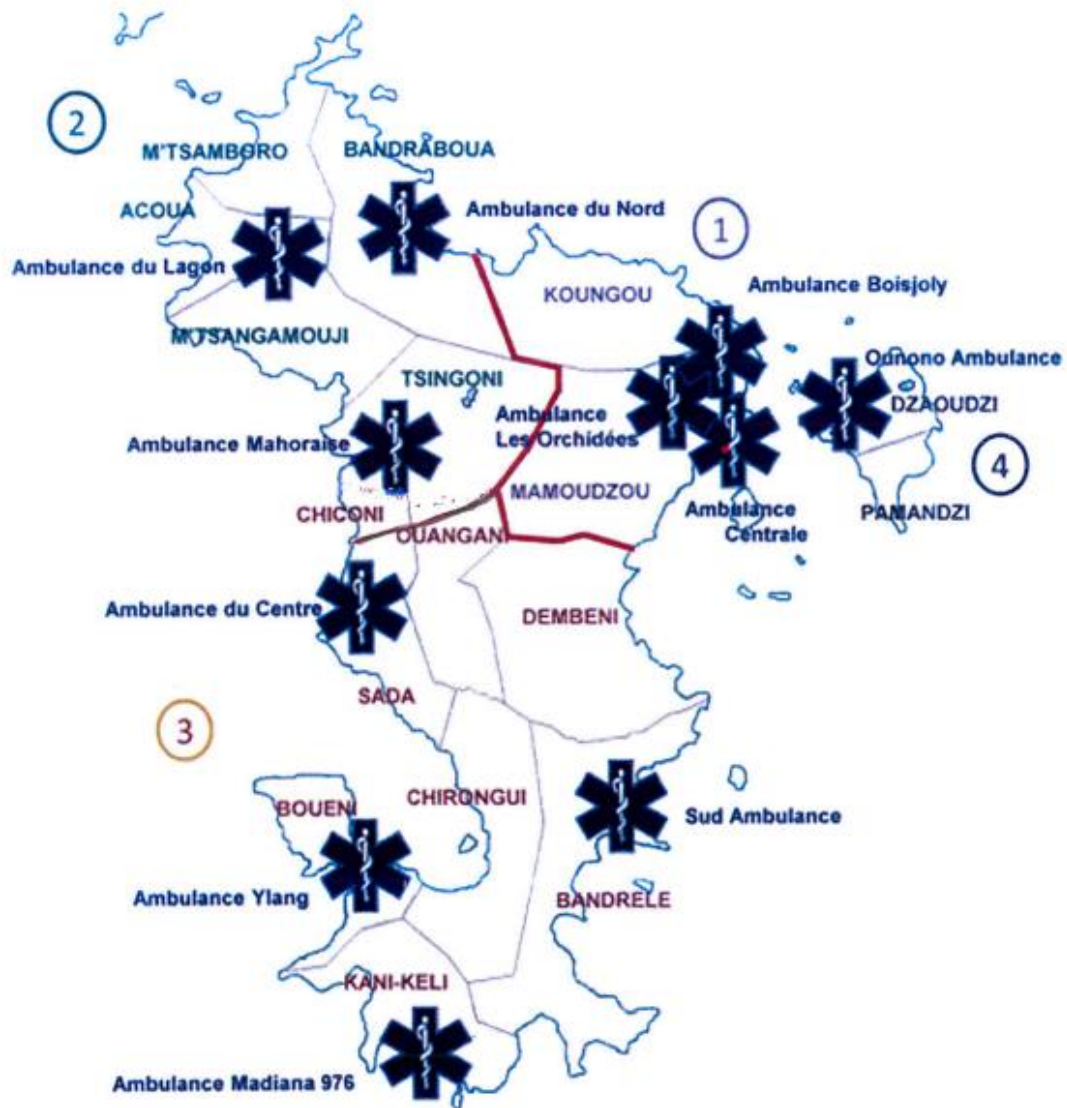 2
M'TSAMBORO
BANDRABOUA
ACOUA
Ambulance du Nord
1
Ambulance du Lagon
KOUNGOU
Ambulance Boisjoly
M'TSANGAMOUJI
Ounono Ambulance
TSINGONI
DZAOUDZI
Ambulance
Les Orchidées
Ambulance Mahoraise
4
MAMOUDZOU
CHICONI
Ambulance
Centrale
PAMANDZI
OUANGANI
Ambulance du Centre
DEMBENI
SADA
3
BOUENI
CHIRONGUI
Sud Ambulance
Ambulance Ylang
BANDRELE
KANI-KELI
Ambulance Madiana 976